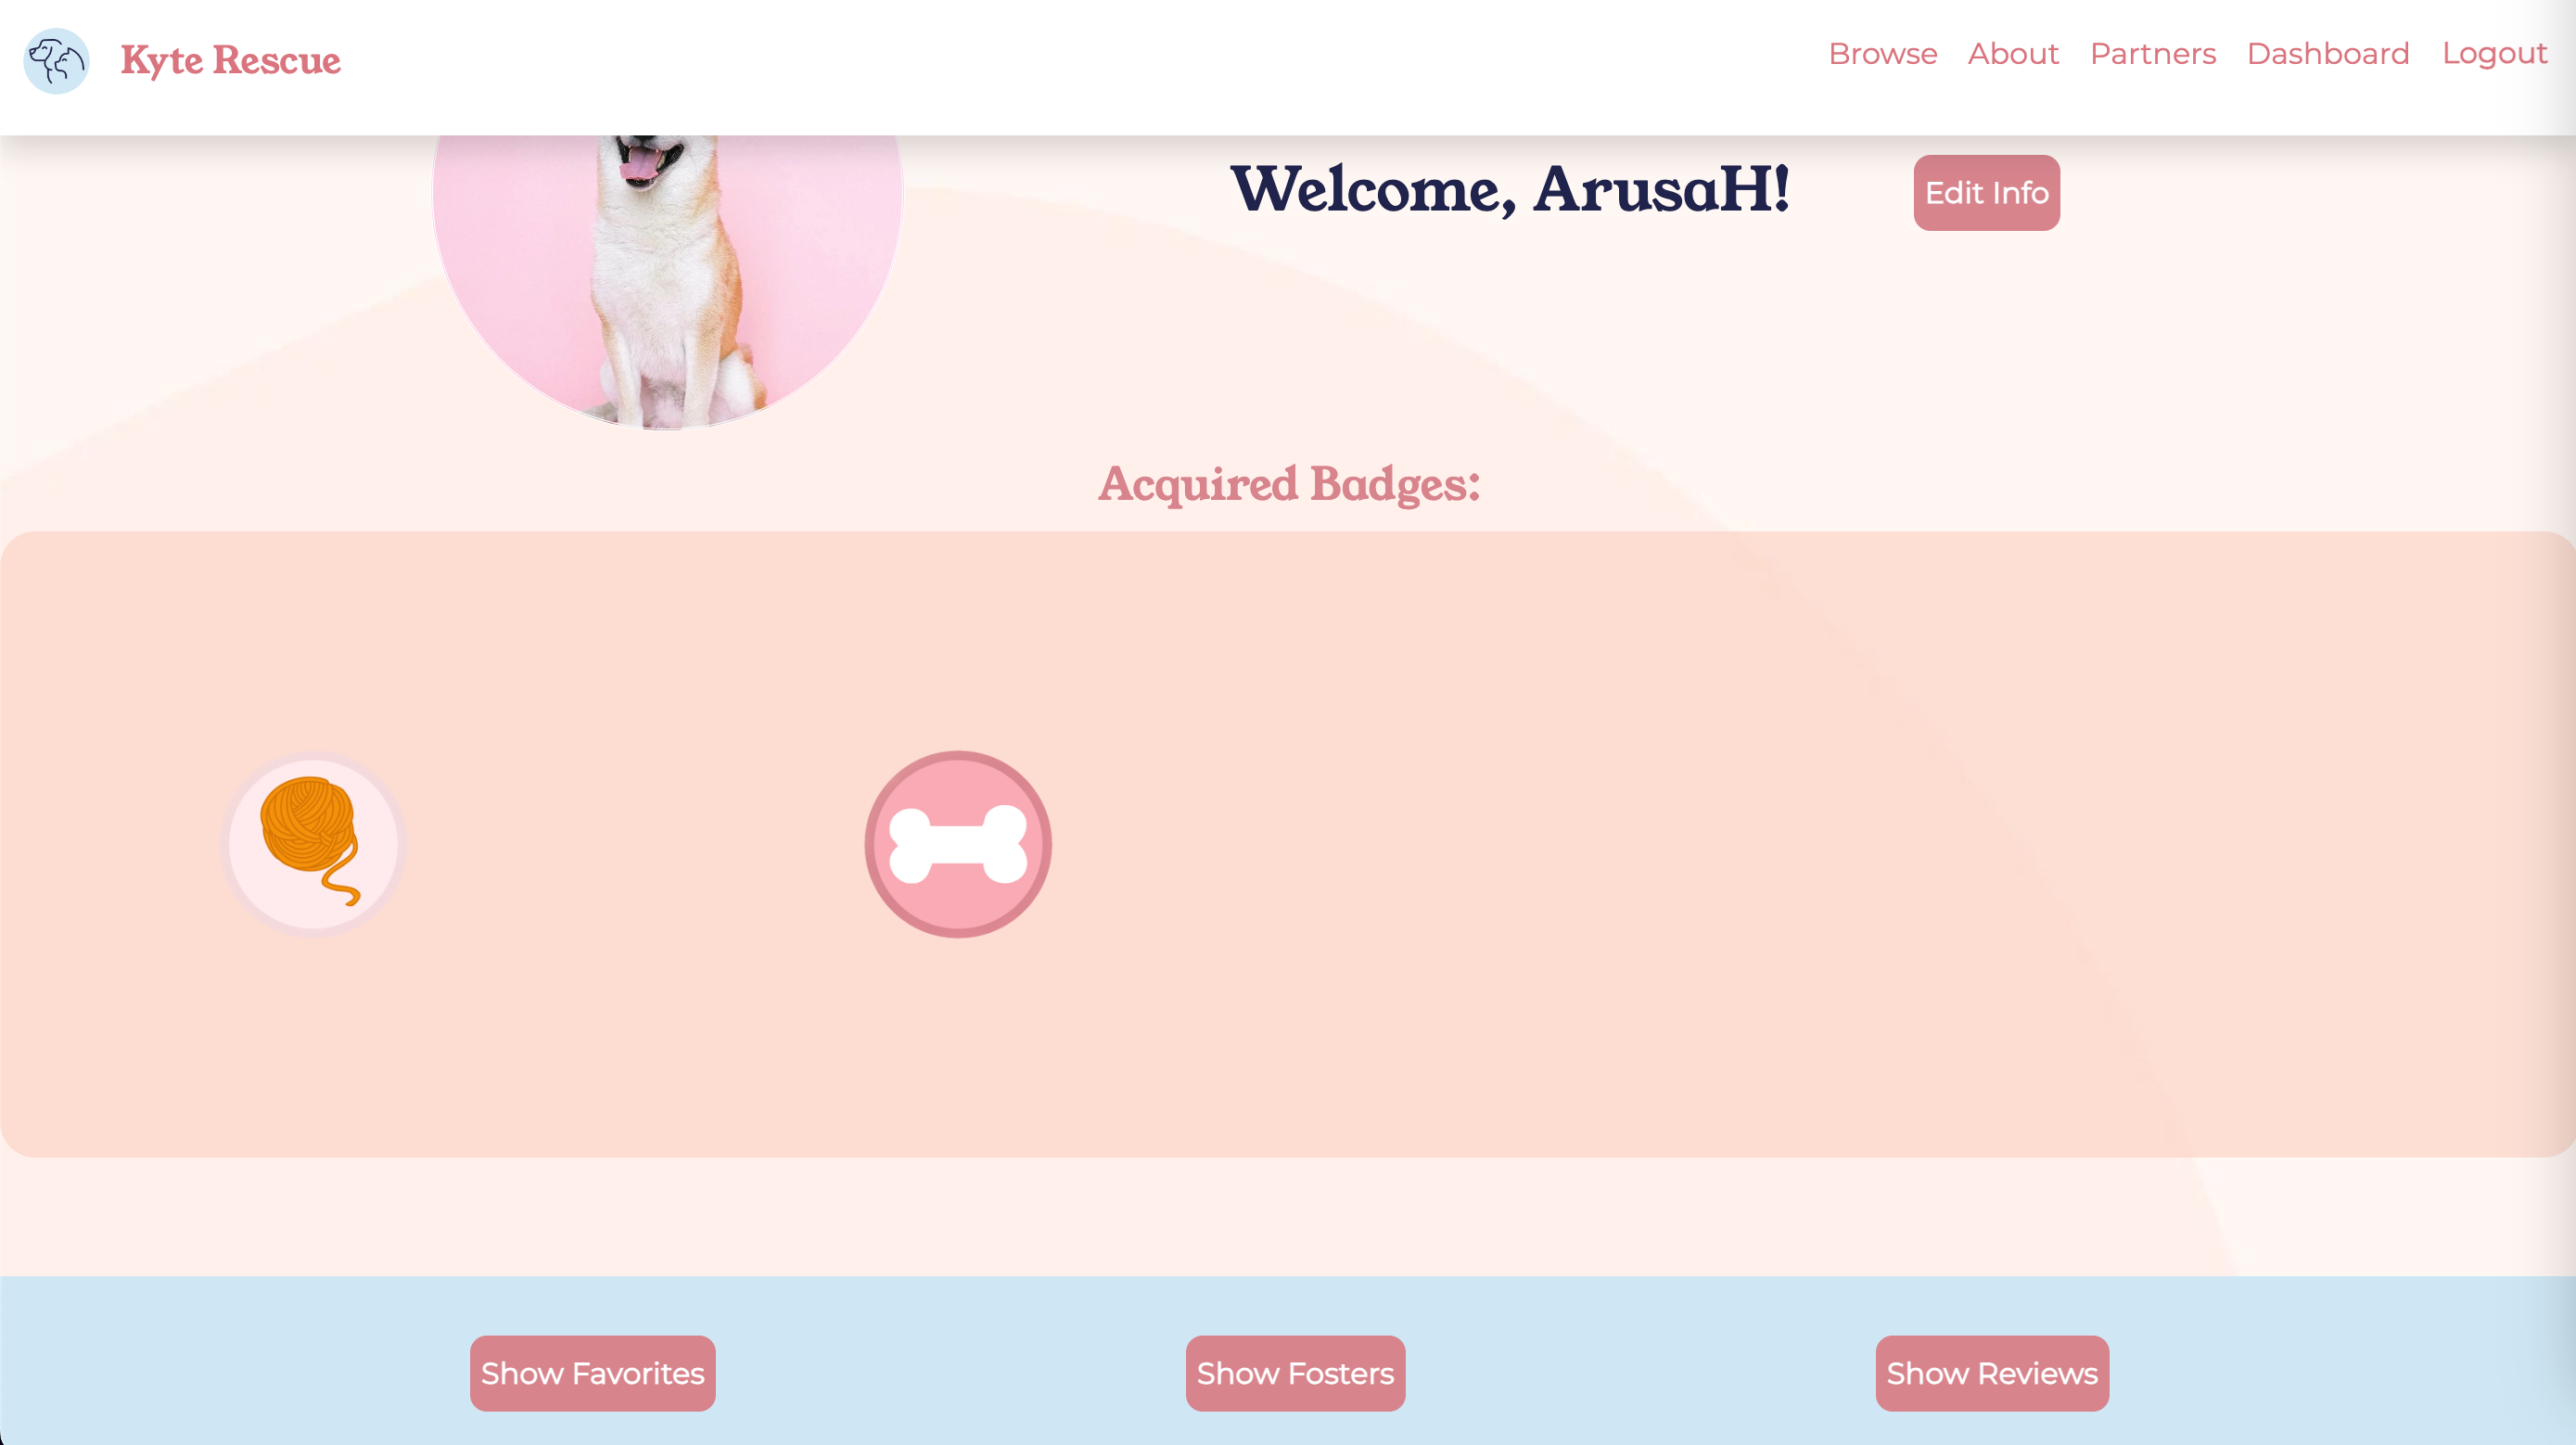 Kyte Rescue
Browse About Partners Dashboard Logout
Welcome, ArusaH!
Edit Info
Acquired Badges:
Show Favorites
Show Fosters
Show Reviews